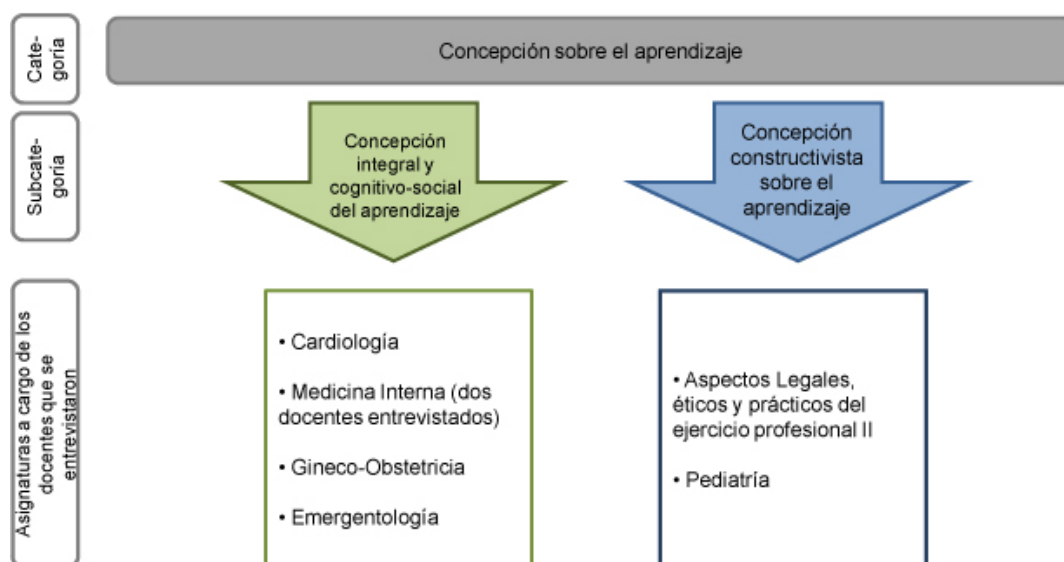 Cate-
goría
Concepción sobre el aprendizaje
Subcate-
goría
Concepción
integral y
cognitivo-social
del aprendizaje
Concepción
constructivista
sobre el
aprendizaje
Asignaturas a cargo de los
docentes que se
entrevistaron
• Cardiología
• Medicina Interna (dos
docentes entrevistados)
• Gineco-Obstetricia
• Emergentología
• Aspectos Legales,
éticos y prácticos del
ejercicio profesional II
• Pediatría